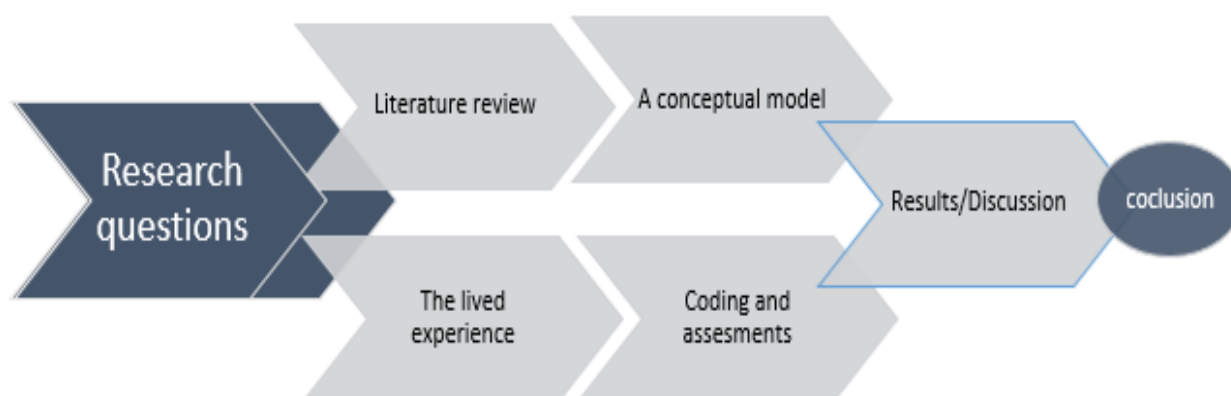 Research
questions
Literature review
A conceptual model
The lived
experience
Coding and
assesments
Results/Discussion
coclusion